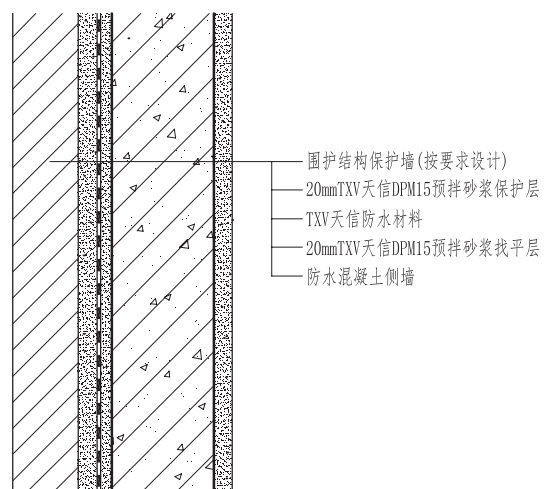 围护结构保护墙(按要求设计)
20mmTXV天信DPM15预拌砂浆保护层
TXV天信防水材料
20mmTXV天信DPM15预拌砂浆找平层
防水混凝土侧墙